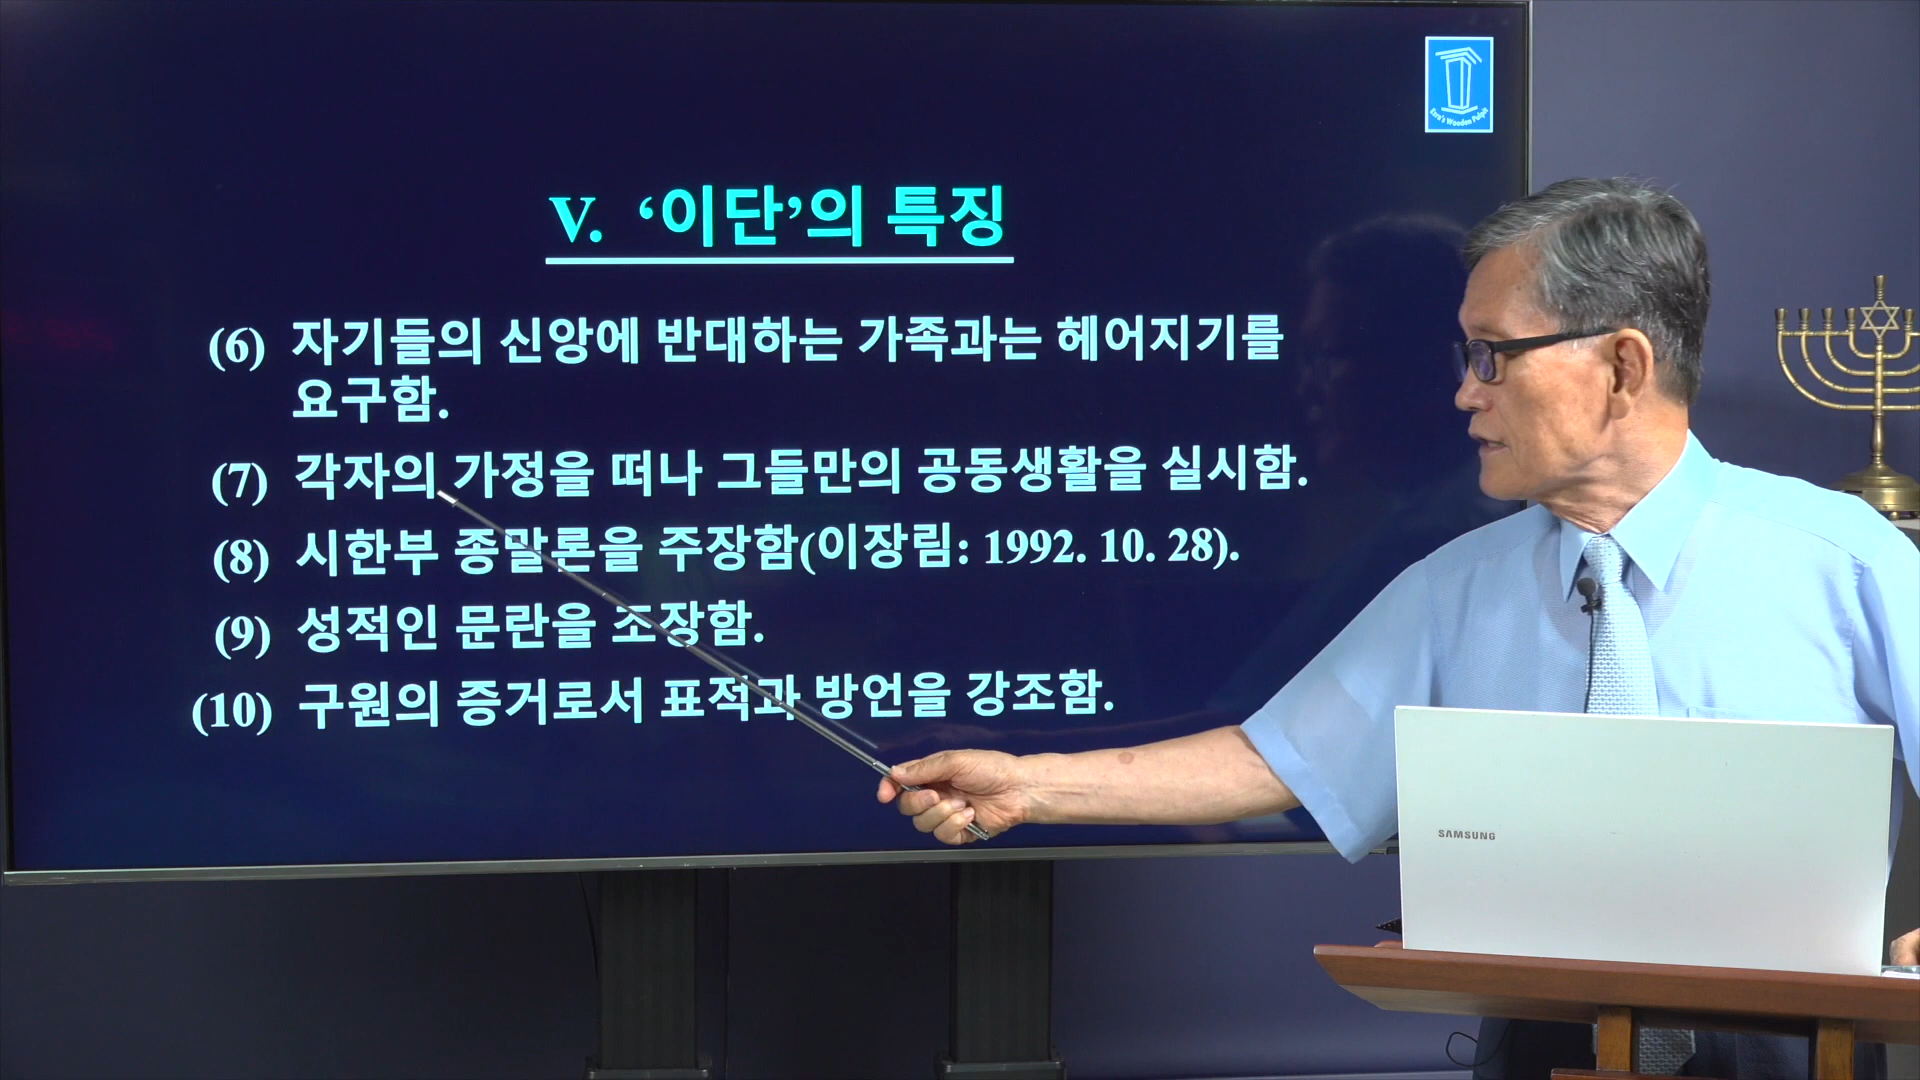 Ezra's Wooden Pulpit
V. ‘이단’의 특징
(6) 자기들의 신앙에 반대하는 가족과는 헤어지기를
요구함.
(7) 각자의 가정을 떠나 그들만의 공동생활을 실시함.
(8) 시한부 종말론을 주장함(이장림: 1992. 10. 28).
(9) 성적인 문란을 조장함.
(10) 구원의 증거로서 표적과 방언을 강조함.
SAMSUNG